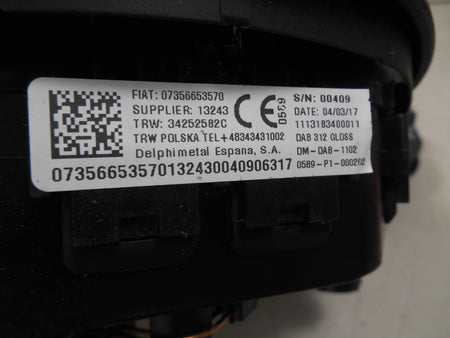 FIAT: 07356653570
SUPPLIER: 13243
TRW: 34252582C
TRW POLSKA TEL+48343431002
Delphimetal Espana, S.A.
CE 0589
S/N: 00409
DATE: 04/03/17
1113183400011
DAB 312 GLOSS
DM-DAB-1102
0589-P1-000202
07356653570132430040906317